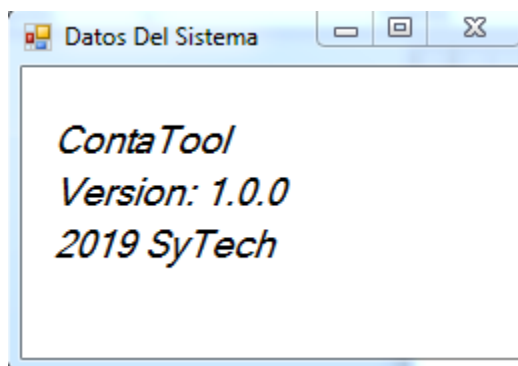 Datos Del Sistema
ContaTool
Version: 1.0.0
2019 SyTech